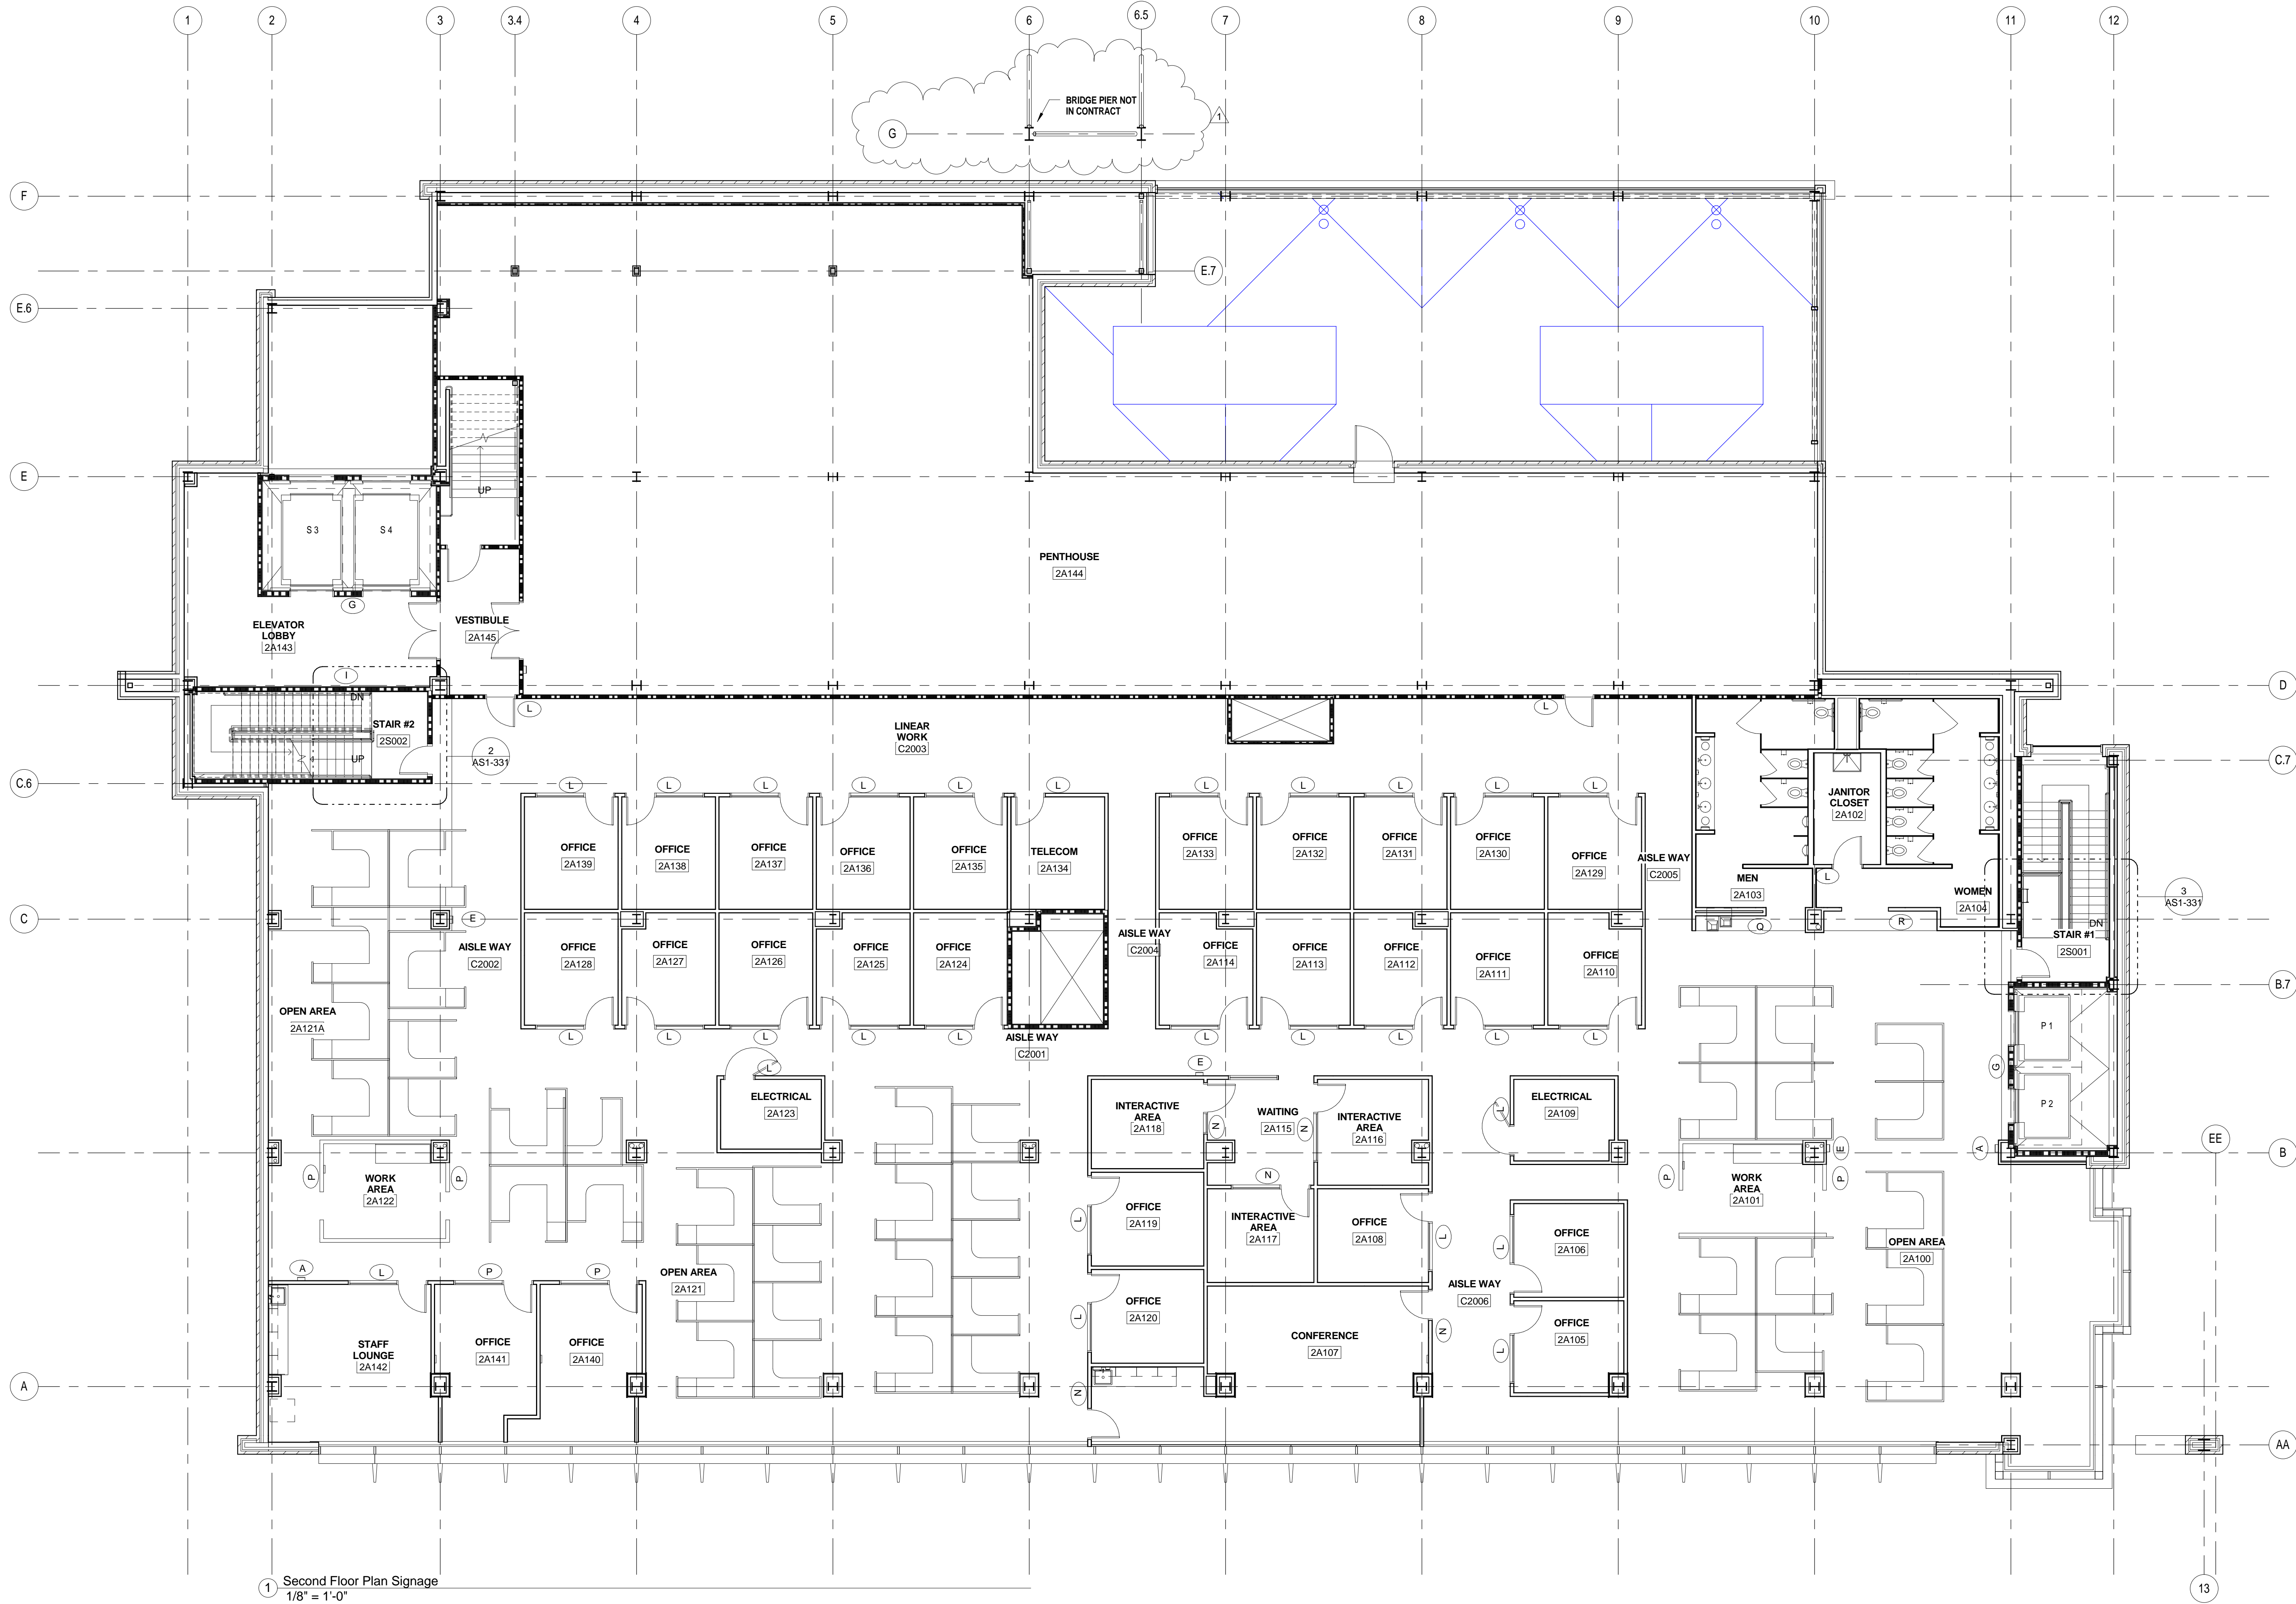 1
2
3
3.4
4
5
6
6.5
7
8
9
10
11
12
BRIDGE PIER NOT
IN CONTRACT
1
G
F
E.7
E.6
E
UP
S 3
S 4
PENTHOUSE
2A144
G
ELEVATOR
LOBBY
2A143
VESTIBULE
2A145
I
D
DN
STAIR #2
2S002
UP
2
AS1-331
L
LINEAR
WORK
C2003
L
C.7
C.6
L
L
L
L
L
L
L
L
L
L
L
OFFICE
2A139
OFFICE
2A138
OFFICE
2A137
OFFICE
2A136
OFFICE
2A135
TELECOM
2A134
OFFICE
2A133
OFFICE
2A132
OFFICE
2A131
OFFICE
2A130
OFFICE
2A129
AISLE WAY
C2005
JANITOR
CLOSET
2A102
L
MEN
2A103
WOMEN
2A104
3
AS1-331
C
E
Q
R
DN
STAIR #1
2S001
AISLE WAY
C2002
OFFICE
2A128
OFFICE
2A127
OFFICE
2A126
OFFICE
2A125
OFFICE
2A124
AISLE WAY
C2004
OFFICE
2A114
OFFICE
2A113
OFFICE
2A112
OFFICE
2A111
OFFICE
2A110
B.7
OPEN AREA
2A121A
L
L
L
L
L
AISLE WAY
C2001
L
L
L
L
L
P 1
G
P 2
L
E
ELECTRICAL
2A123
INTERACTIVE
AREA
2A118
N
WAITING
2A115
N
INTERACTIVE
AREA
2A116
L
ELECTRICAL
2A109
EE
A
E
B
P
WORK
AREA
2A122
P
N
P
WORK
AREA
2A101
P
L
OFFICE
2A119
INTERACTIVE
AREA
2A117
OFFICE
2A108
L
L
OFFICE
2A106
OPEN AREA
2A100
A
L
P
P
OPEN AREA
2A121
AISLE WAY
C2006
L
OFFICE
2A120
CONFERENCE
2A107
N
L
OFFICE
2A105
STAFF
LOUNGE
2A142
OFFICE
2A141
OFFICE
2A140
A
N
AA
1
Second Floor Plan Signage
1/8" = 1'-0"
13